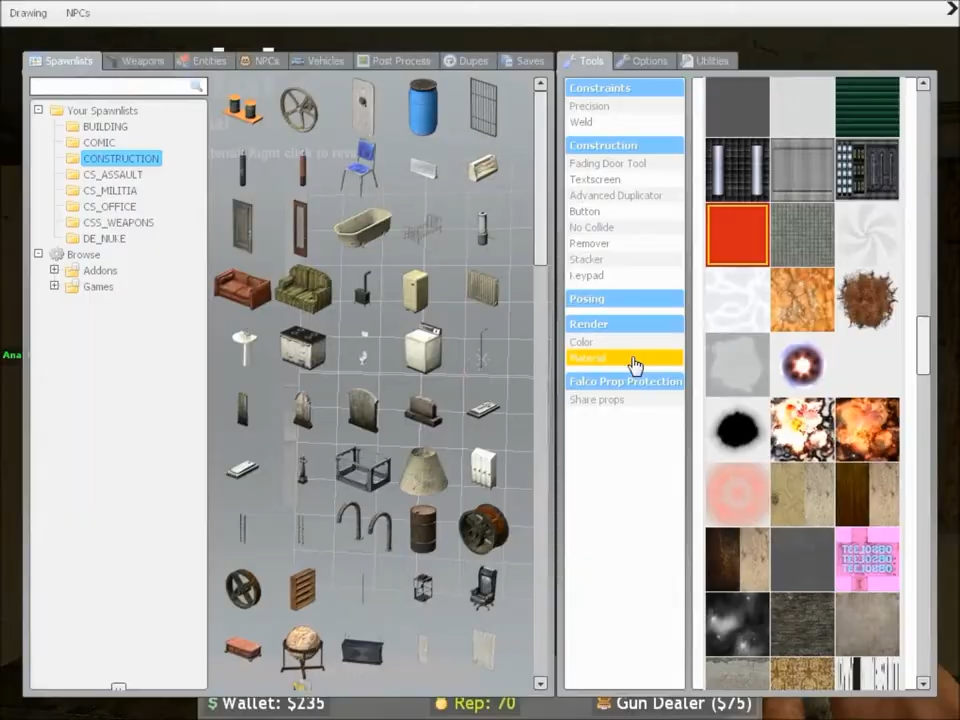 Drawing NPCs
Spawnlists Weapons Entities NPCs Vehicles Post Process Dupes Saves
Tools Options Utilities
Your Spawnlists
BUILDING
COMIC
CONSTRUCTION
CS_ASSAULT
CS_MILITIA
CS_OFFICE
CSS_WEAPONS
DE_NUKE
Browse
Addons
Games
Constraints
Precision
Weld
Construction
Fading Door Tool
Textscreen
Advanced Duplicator
Button
No Collide
Remover
Stacker
Keypad
Posing
Render
Color
Material
Falco Prop Protection
Share props
Ana
Wallet: $235
Rep: 70
Gun Dealer ($75)